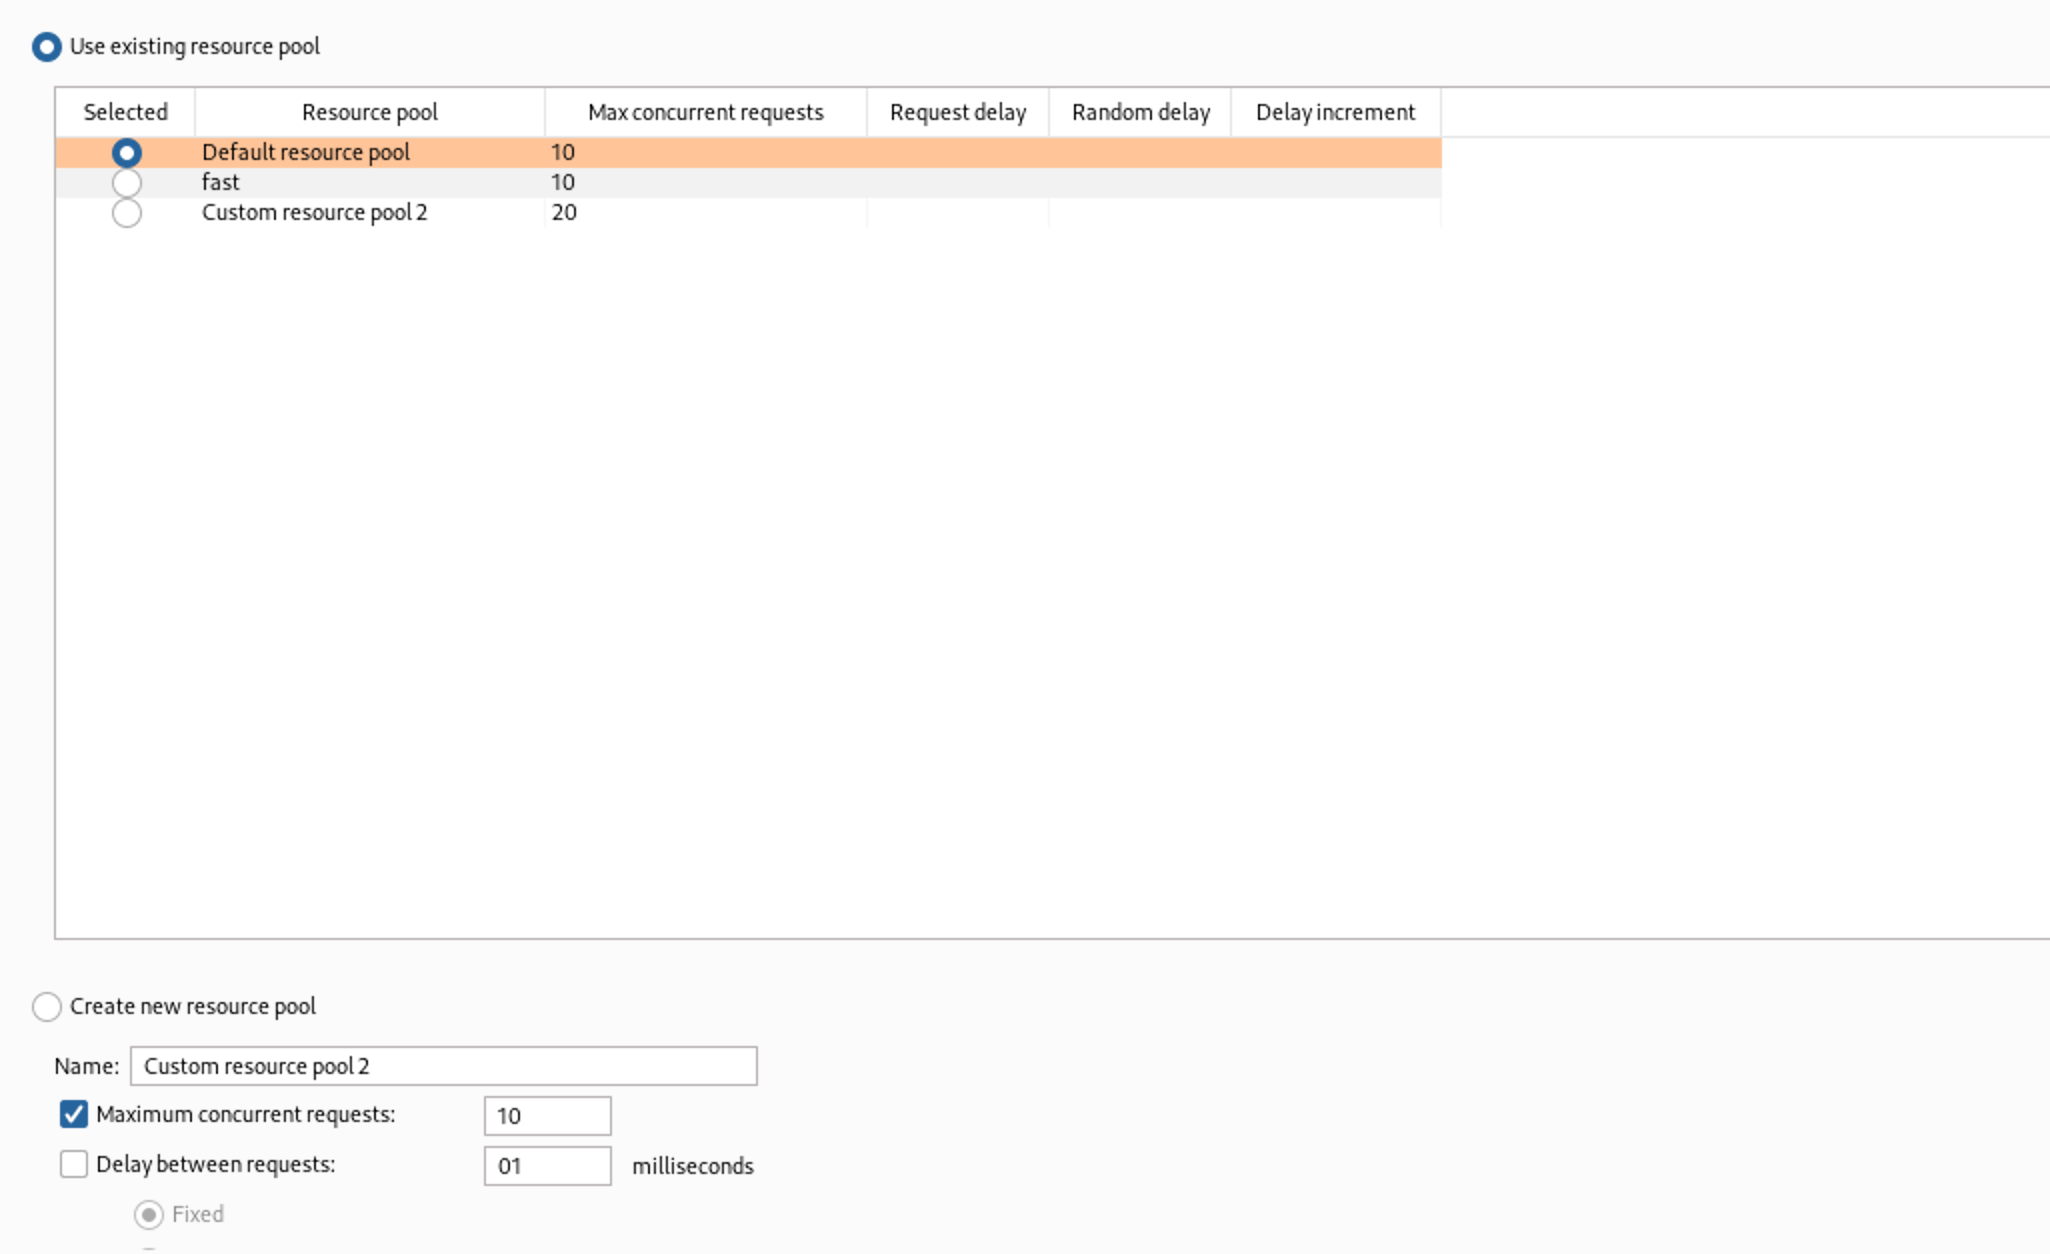 Use existing resource pool
Selected Resource pool Max concurrent requests Request delay Random delay Delay increment
Default resource pool 10
fast 10
Custom resource pool 2 20
Create new resource pool
Name: Custom resource pool 2
Maximum concurrent requests: 10
Delay between requests: 01 milliseconds
Fixed